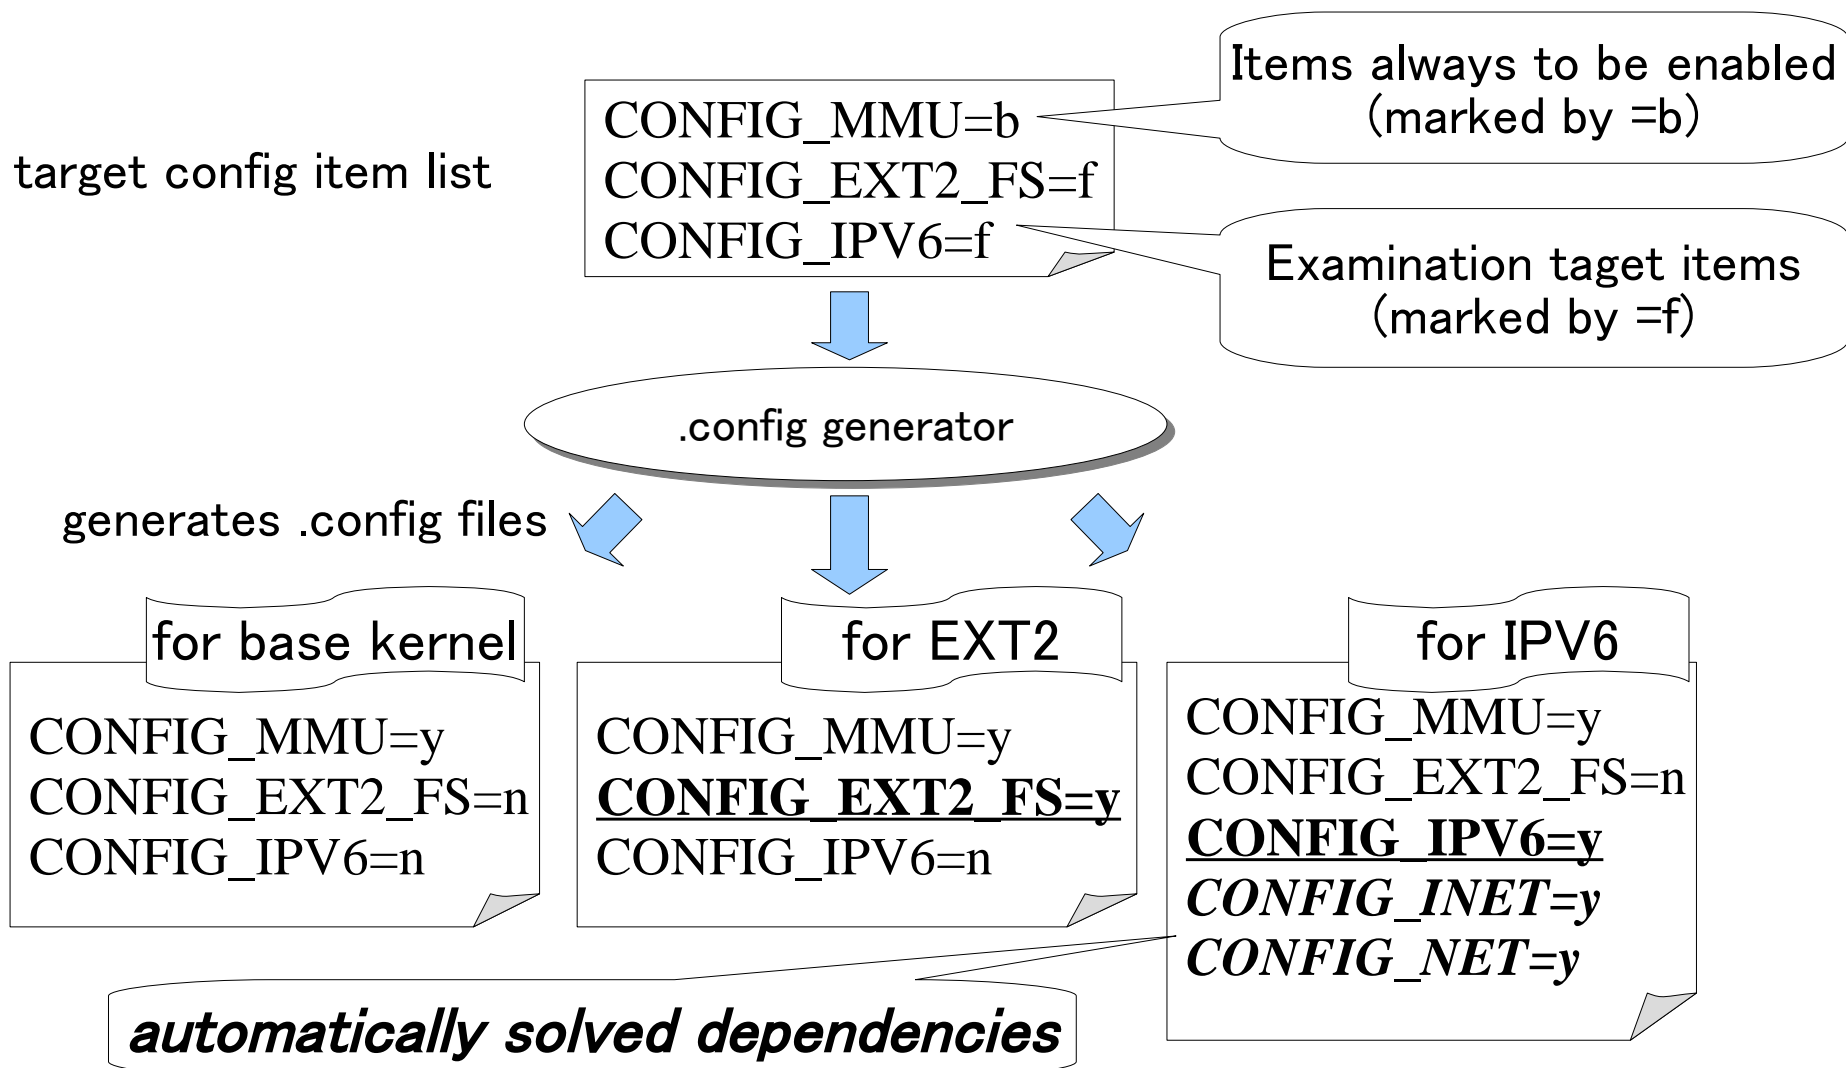 Items always to be enabled
(marked by =b)
CONFIG_MMU=b
CONFIG_EXT2_FS=f
CONFIG_IPV6=f
target config item list
Examination taget items
(marked by =f)
.config generator
generates .config files
for base kernel
CONFIG_MMU=y
CONFIG_EXT2_FS=n
CONFIG_IPV6=n
for EXT2
CONFIG_MMU=y
CONFIG_EXT2_FS=y
CONFIG_IPV6=n
for IPV6
CONFIG_MMU=y
CONFIG_EXT2_FS=n
CONFIG_IPV6=y
CONFIG_INET=y
CONFIG_NET=y
automatically solved dependencies